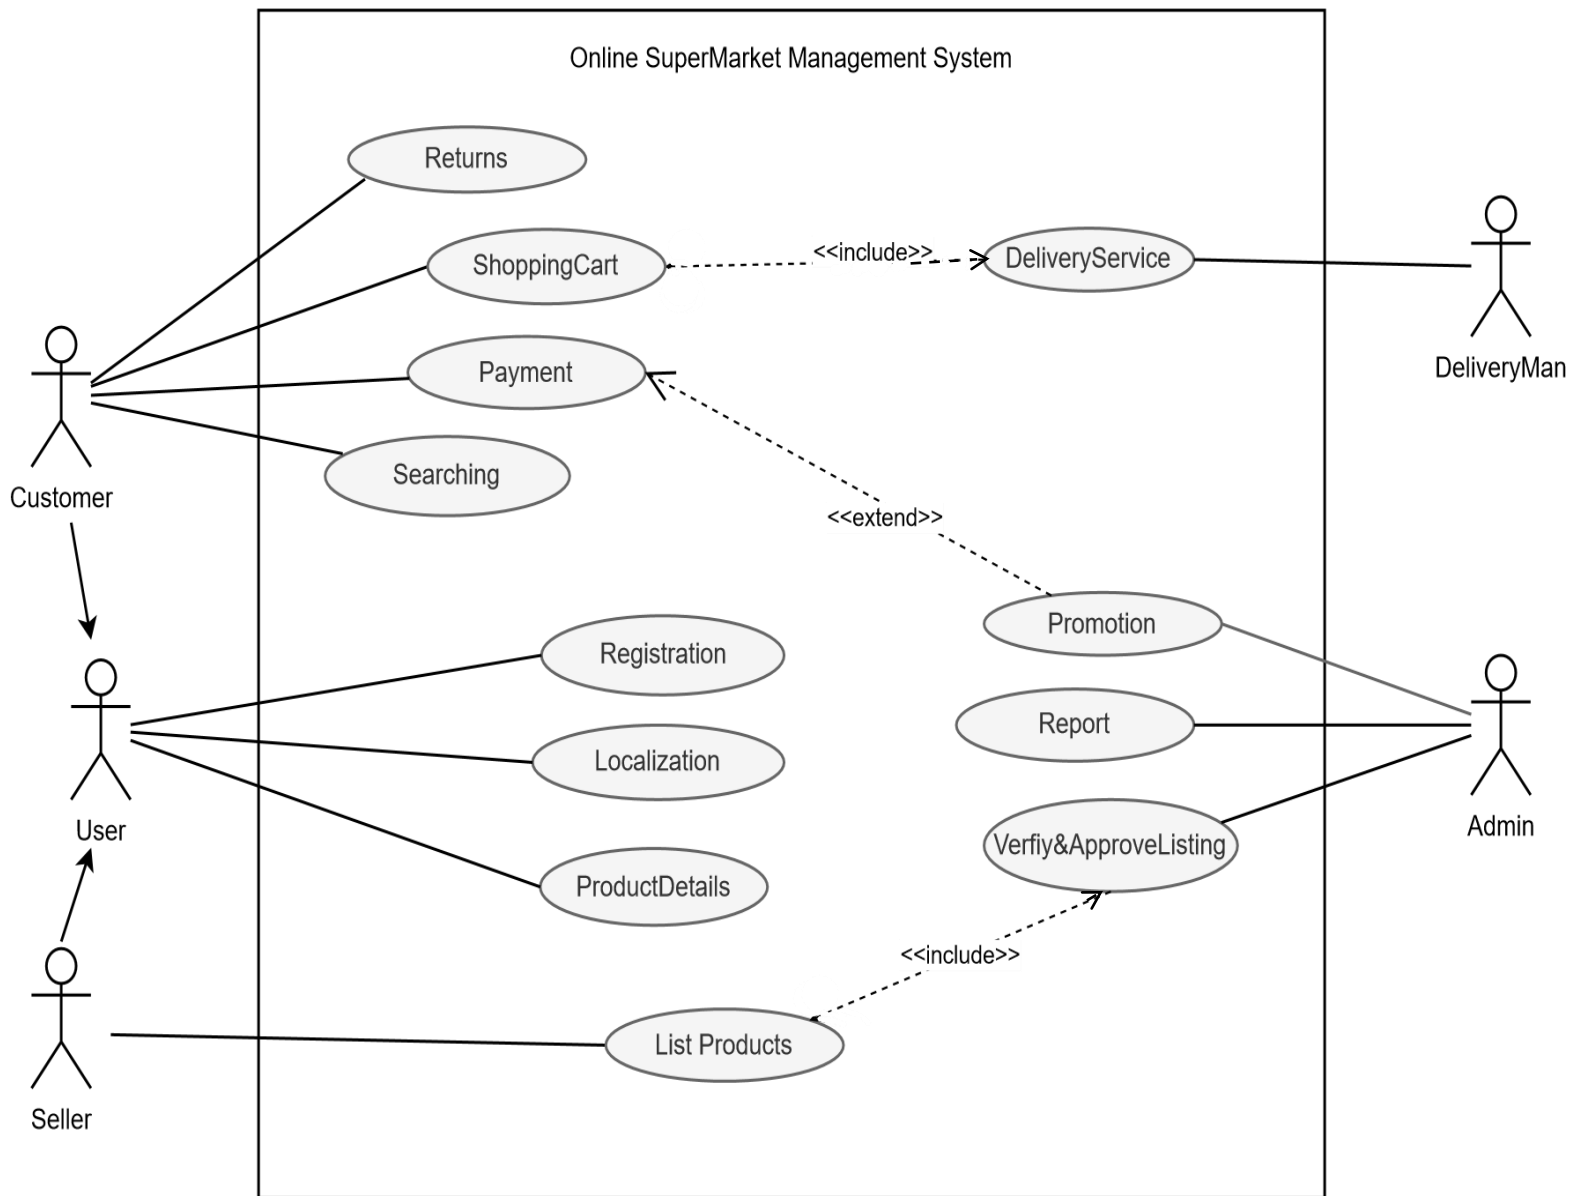 Online SuperMarket Management System
Returns
ShoppingCart
<<include>>
DeliveryService
Payment
DeliveryMan
Searching
Customer
<<extend>>
Promotion
Registration
Report
Localization
User
Admin
Verfiy&ApproveListing
ProductDetails
<<include>>
List Products
Seller